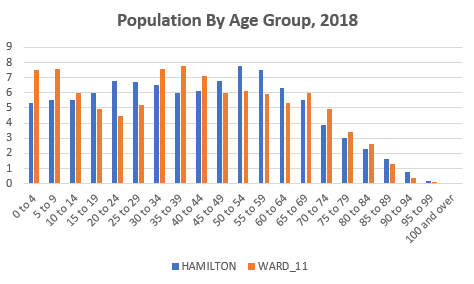 Population By Age Group, 2018
9
8
7
6
5
4
3
2
1
0
0 to 4
5 to 9
10 to 14
15 to 19
20 to 24
25 to 29
30 to 34
35 to 39
40 to 44
45 to 49
50 to 54
55 to 59
60 to 64
65 to 69
70 to 74
75 to 79
80 to 84
85 to 89
90 to 94
95 to 99
100 and over
HAMILTON WARD_11